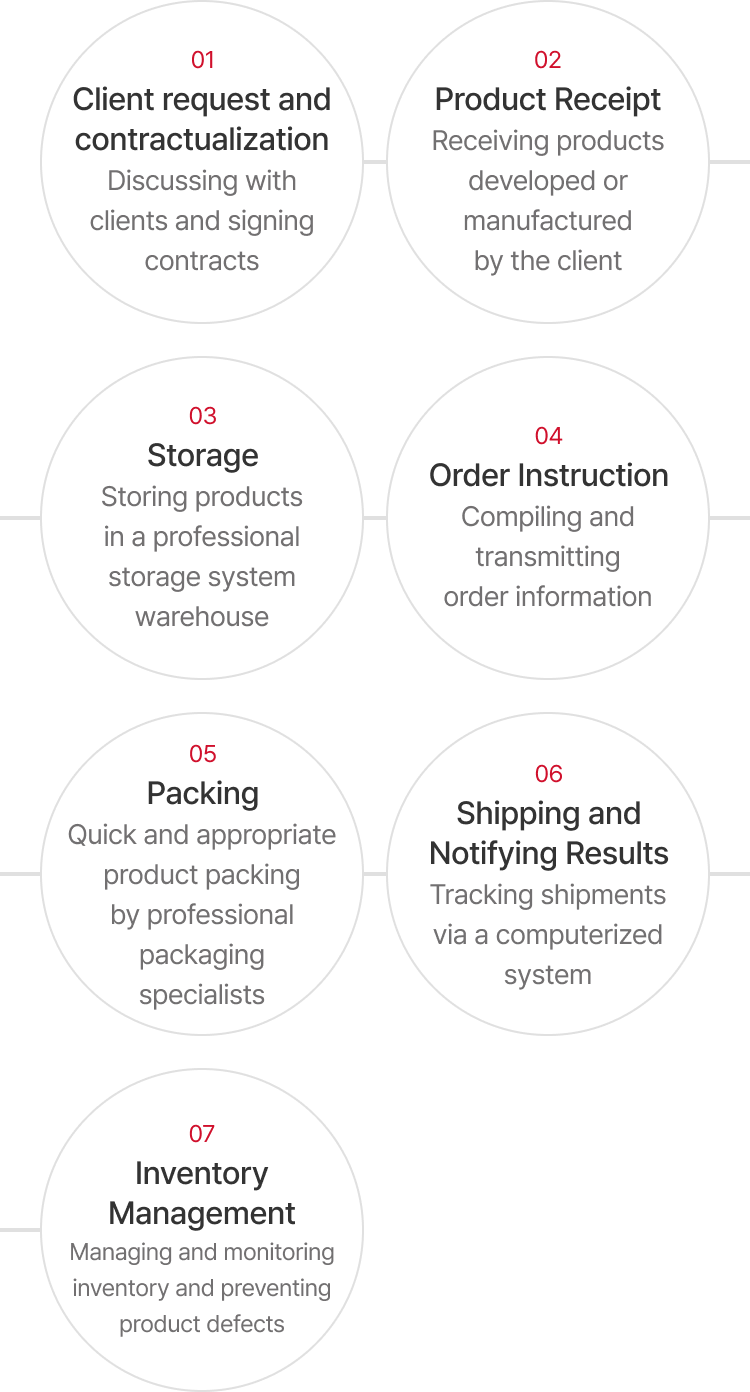 01
Client request and
contractualization
Discussing with
clients and signing
contracts
02
Product Receipt
Receiving products
developed or
manufactured
by the client
03
Storage
Storing products
in a professional
storage system
warehouse
04
Order Instruction
Compiling and
transmitting
order information
05
Packing
Quick and appropriate
product packing
by professional
packaging
specialists
06
Shipping and
Notifying Results
Tracking shipments
via a computerized
system
07
Inventory
Management
Managing and monitoring
inventory and preventing
product defects